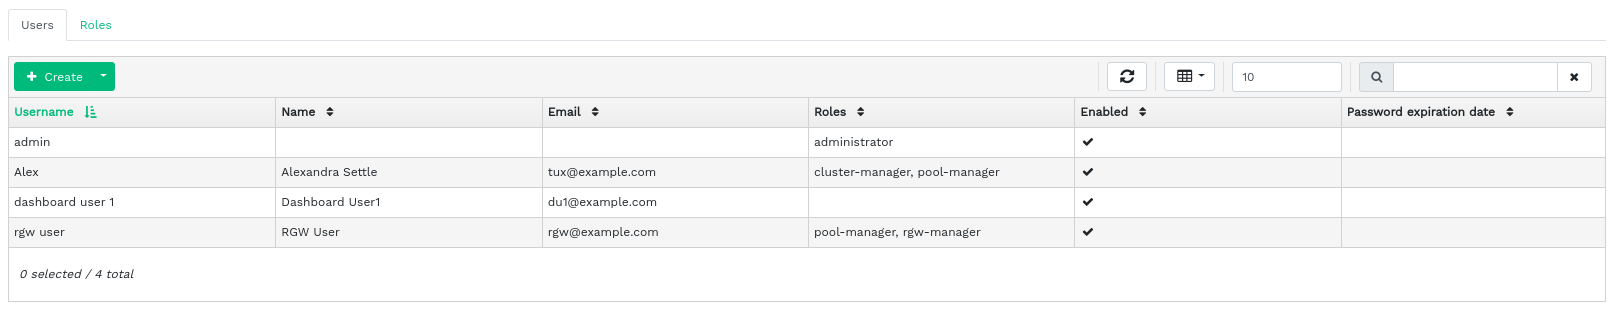 Users Roles
Create 10
Username Name Email Roles Enabled Password expiration date
admin administrator
Alex Alexandra Settle tux@example.com cluster-manager, pool-manager
dashboard user 1 Dashboard User1 du1@example.com
rgw user RGW User rgw@example.com pool-manager, rgw-manager
0 selected / 4 total